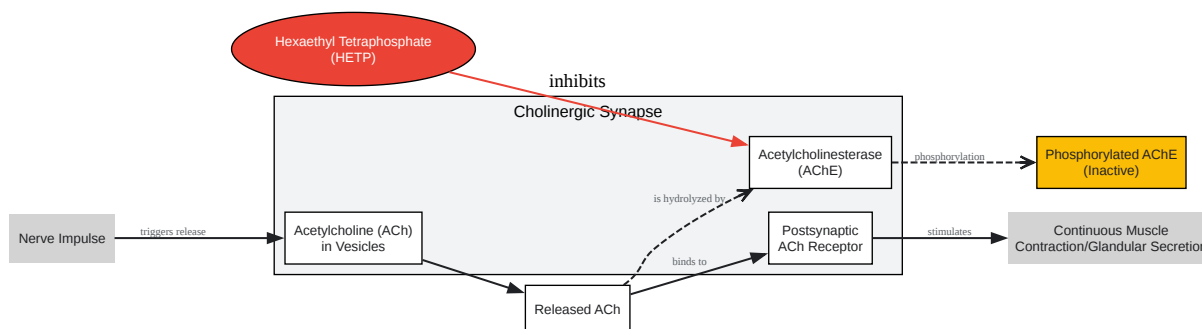 Hexaethyl Tetraphosphate
(HETP)
inhibits
Cholinergic Synapse
Acetylcholinesterase
(AChE)
phosphorylation
Phosphorylated AChE
(Inactive)
is hydrolyzed by
Nerve Impulse
triggers release
Acetylcholine (ACh)
in Vesicles
Postsynaptic
ACh Receptor
stimulates
Continuous Muscle
Contraction/Glandular Secretion
binds to
Released ACh